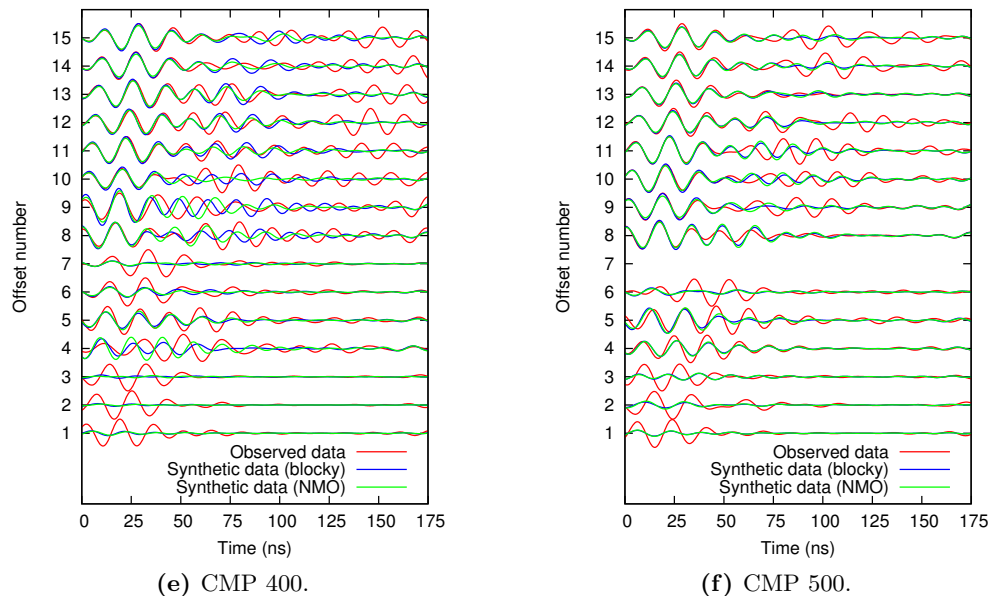 15
14
13
12
11
10
9
8
7
6
5
4
3
2
1
Offset number
Observed data
Synthetic data (blocky)
Synthetic data (NMO)
0 25 50 75 100 125 150 175
Time (ns)
(e) CMP 400.
15
14
13
12
11
10
9
8
7
6
5
4
3
2
1
Offset number
Observed data
Synthetic data (blocky)
Synthetic data (NMO)
0 25 50 75 100 125 150 175
Time (ns)
(f) CMP 500.